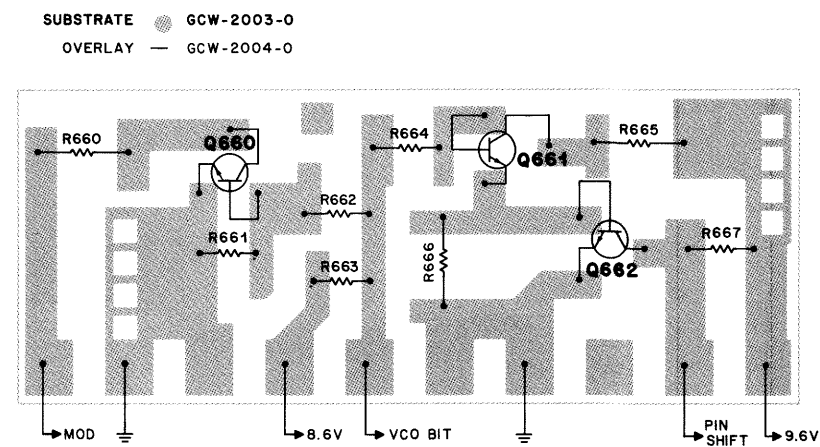 SUBSTRATE GCW-2003-0
OVERLAY — GCW-2004-0
R660
Q660
R664
Q661
R665
R662
R661
R663
R666
Q662
R667
MOD
8.6V
VCO BIT
PIN
SHIFT
9.6V